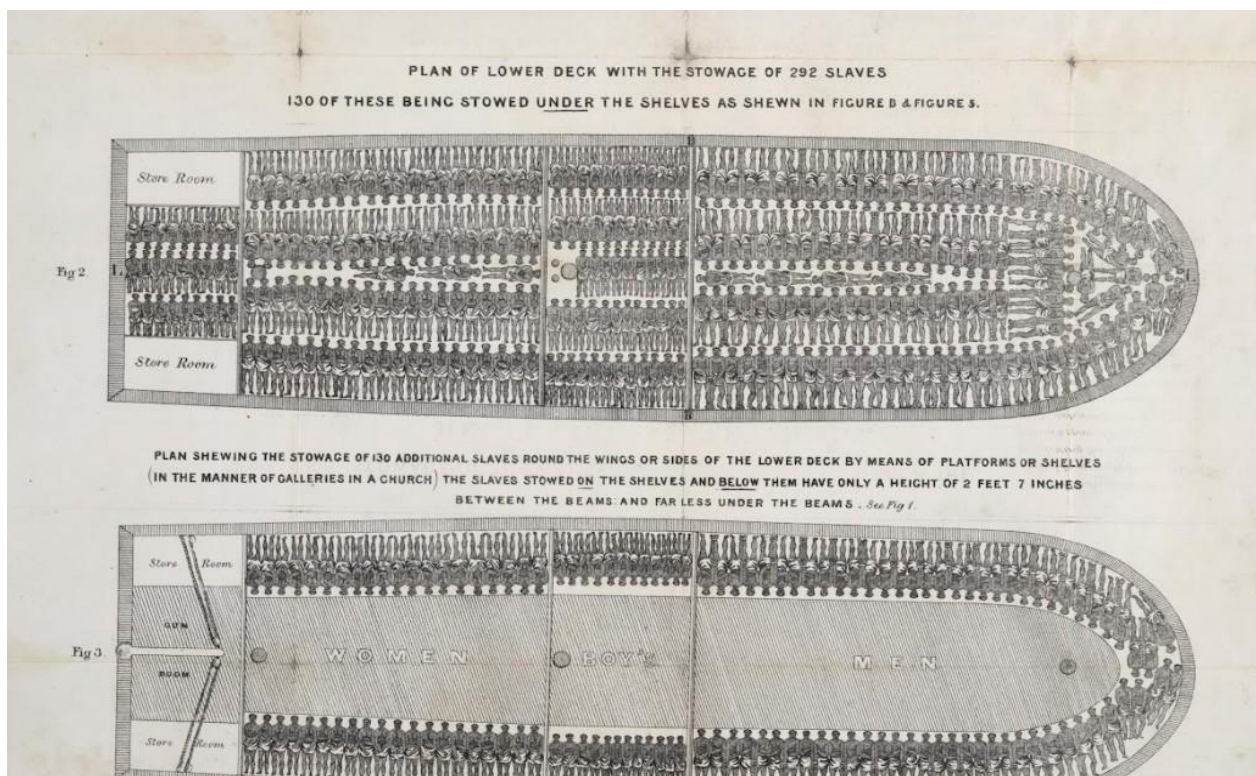 PLAN OF LOWER DECK WITH THE STOWAGE OF 292 SLAVES
130 OF THESE BEING STOWED UNDER THE SHELVES AS SHEWN IN FIGURE D & FIGURE 5.
Store Room
Fig 2.
Store Room
PLAN SHEWING THE STOWAGE OF 130 ADDITIONAL SLAVES ROUND THE WINGS OR SIDES OF THE LOWER DECK BY MEANS OF PLATFORMS OR SHELVES
(IN THE MANNER OF GALLERIES IN A CHURCH) THE SLAVES STOWED ON THE SHELVES AND BELOW THEM HAVE ONLY A HEIGHT OF 2 FEET 7 INCHES
BETWEEN THE BEAMS: AND FAR LESS UNDER THE BEAMS. See Fig 1.
Store Room
GUN
Fig 3. WOMEN BOY'S MEN
ROOM
Store Room